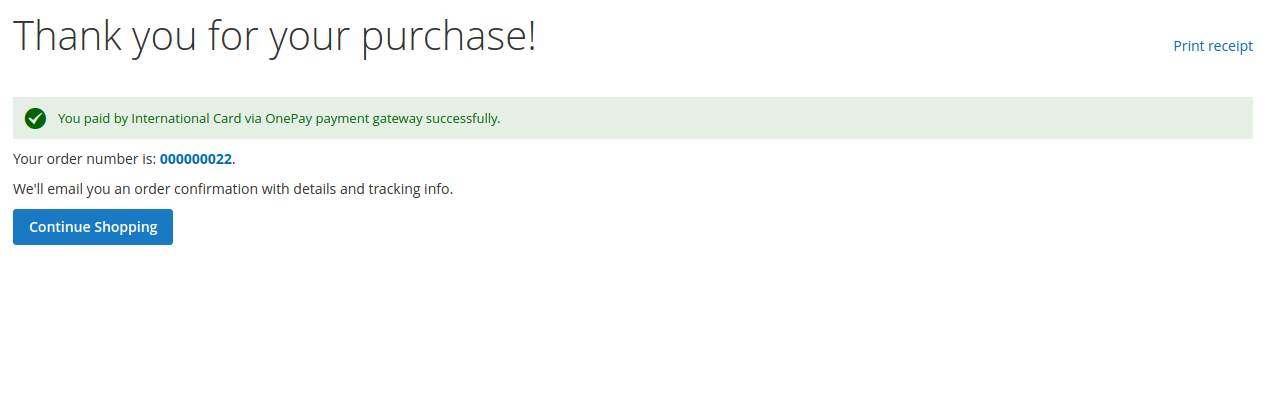 Thank you for your purchase!
Print receipt
You paid by International Card via OnePay payment gateway successfully.
Your order number is: 000000022.
We'll email you an order confirmation with details and tracking info.
Continue Shopping